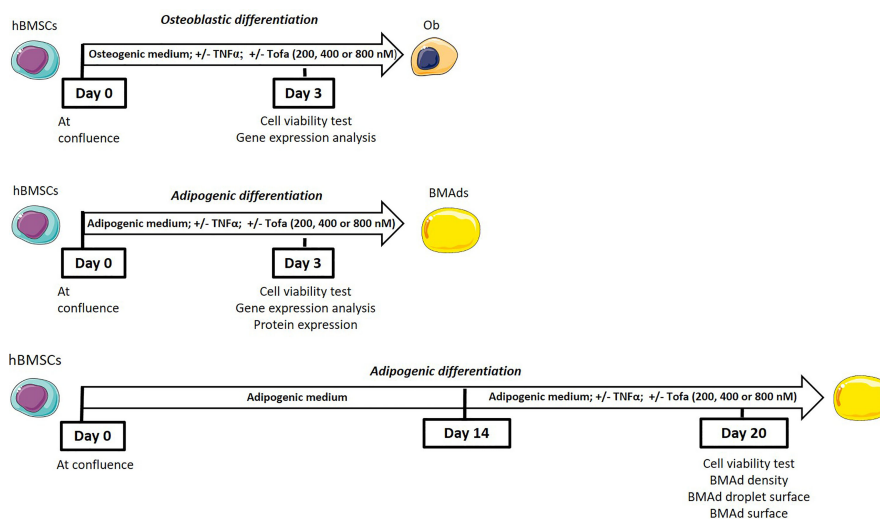 hBMSCs
Osteoblastic differentiation
Ob
Osteogenic medium; +/- TNFα; +/- Tofa (200, 400 or 800 nM)
Day 0
Day 3
At
confluence
Cell viability test
Gene expression analysis
hBMSCs
Adipogenic differentiation
BMAds
Adipogenic medium; +/- TNFα; +/- Tofa (200, 400 or 800 nM)
Day 0
Day 3
At
confluence
Cell viability test
Gene expression analysis
Protein expression
hBMSCs
Adipogenic differentiation
Adipogenic medium
Adipogenic medium; +/- TNFα; +/- Tofa (200, 400 or 800 nM)
Day 0
Day 14
Day 20
At confluence
Cell viability test
BMAd density
BMAd droplet surface
BMAd surface